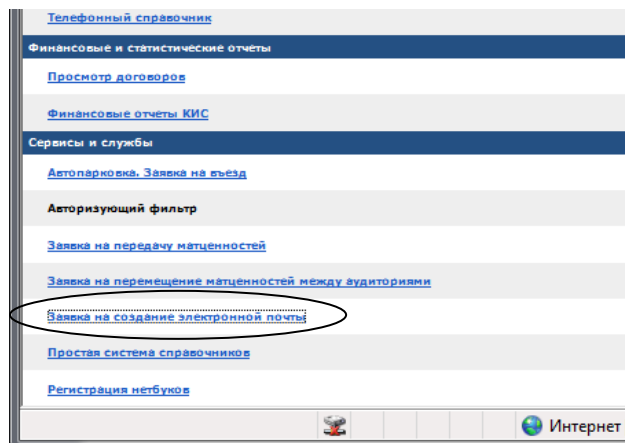 Телефонный справочник
Финансовые и статистические отчеты
Просмотр договоров
Финансовые отчеты КИС
Сервисы и службы
Автопарковка. Заявка на въезд
Авторизующий фильтр
Заявка на передачу матценностей
Заявка на перемещение матценностей между аудиториями
Заявка на создание электронной почты
Простая система справочников
Регистрация нетбуков
Интернет